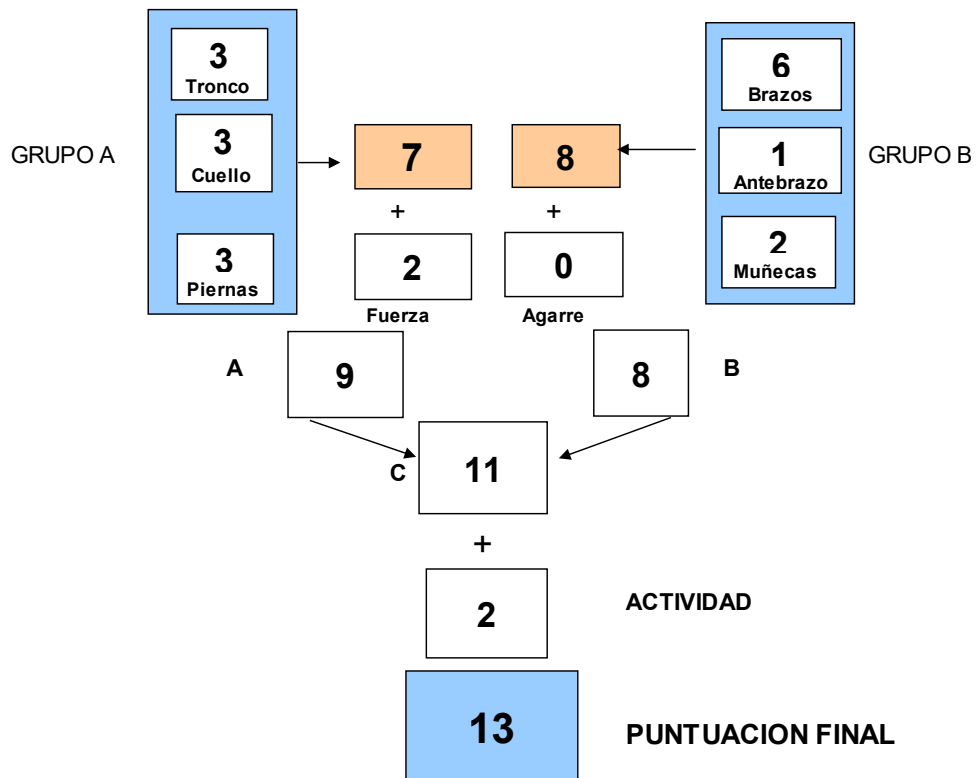 3
Tronco
3
Cuello
3
Piernas
GRUPO A
7
+
2
Fuerza
8
+
0
Agarre
6
Brazos
1
Antebrazo
2
Muñecas
GRUPO B
A
9
8
B
C
11
+
2
ACTIVIDAD
13
PUNTUACION FINAL